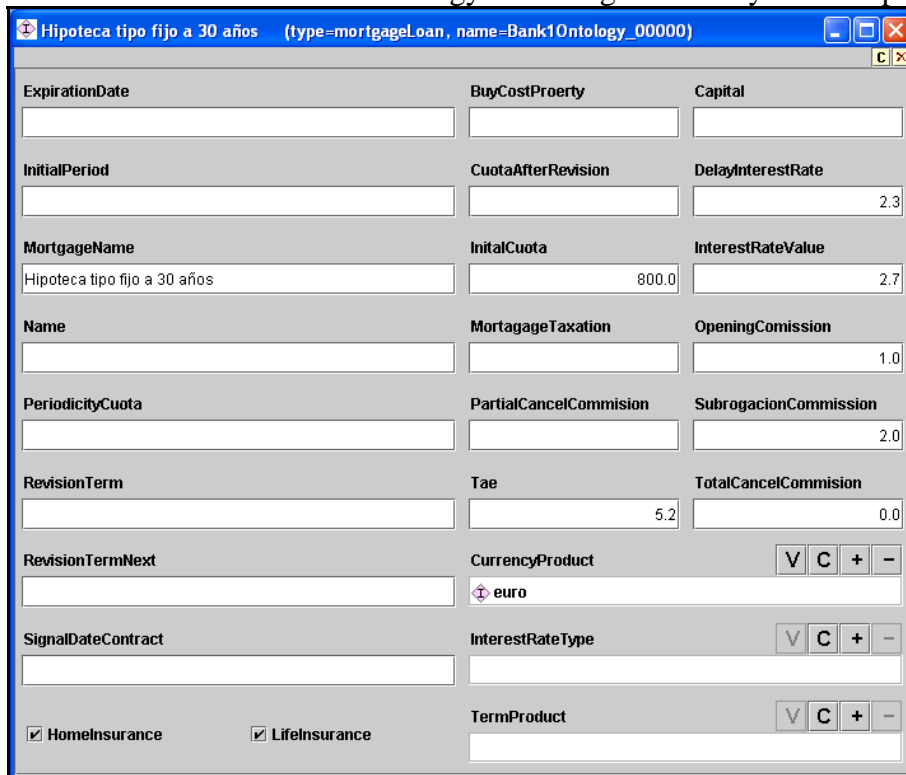 Hipoteca tipo fijo a 30 años (type=mortgageLoan, name=Bank1Ontology_00000)
C
ExpirationDate BuyCostProerty Capital
InitialPeriod CuotaAfterRevision DelayInterestRate
2.3
MortgageName InitalCuota InterestRateValue
Hipoteca tipo fijo a 30 años 800.0 2.7
Name MortagageTaxation OpeningComission
1.0
PeriodicityCuota PartialCancelCommision SubrogacionCommission
2.0
RevisionTerm Tae TotalCancelCommision
5.2 0.0
RevisionTermNext CurrencyProduct V C + −
I euro
SignalDateContract InterestRateType V C + −
TermProduct V C + −
HomeInsurance LifeInsurance